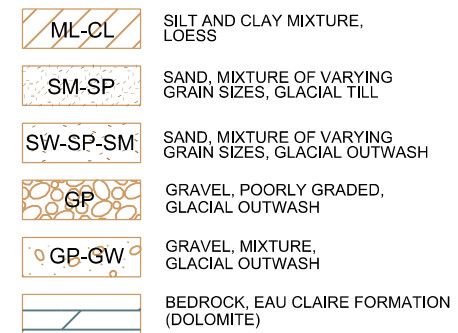 ML-CL
SILT AND CLAY MIXTURE,
LOESS
SM-SP
SAND, MIXTURE OF VARYING
GRAIN SIZES, GLACIAL TILL
SW-SP-SM
SAND, MIXTURE OF VARYING
GRAIN SIZES, GLACIAL OUTWASH
GP
GRAVEL, POORLY GRADED,
GLACIAL OUTWASH
GP-GW
GRAVEL, MIXTURE,
GLACIAL OUTWASH
BEDROCK, EAU CLAIRE FORMATION
(DOLOMITE)